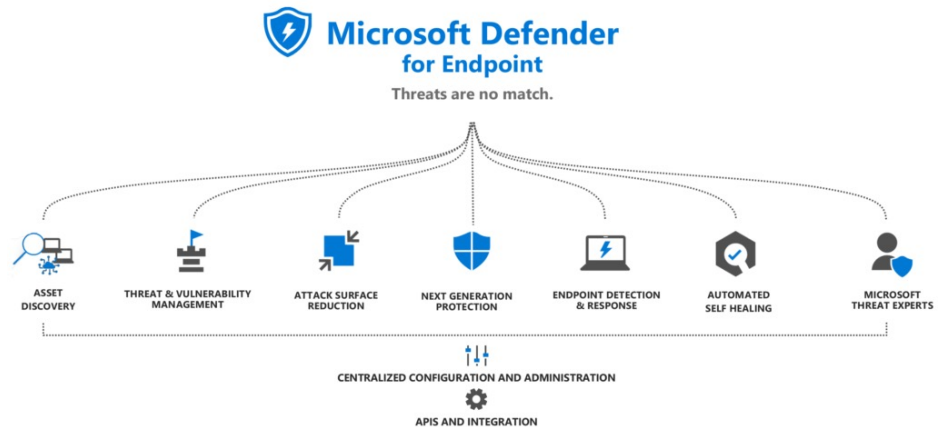 Microsoft Defender
for Endpoint
Threats are no match.
ASSET
DISCOVERY
THREAT & VULNERABILITY
MANAGEMENT
ATTACK SURFACE
REDUCTION
NEXT GENERATION
PROTECTION
ENDPOINT DETECTION
& RESPONSE
AUTOMATED
SELF HEALING
MICROSOFT
THREAT EXPERTS
CENTRALIZED CONFIGURATION AND ADMINISTRATION
APIS AND INTEGRATION